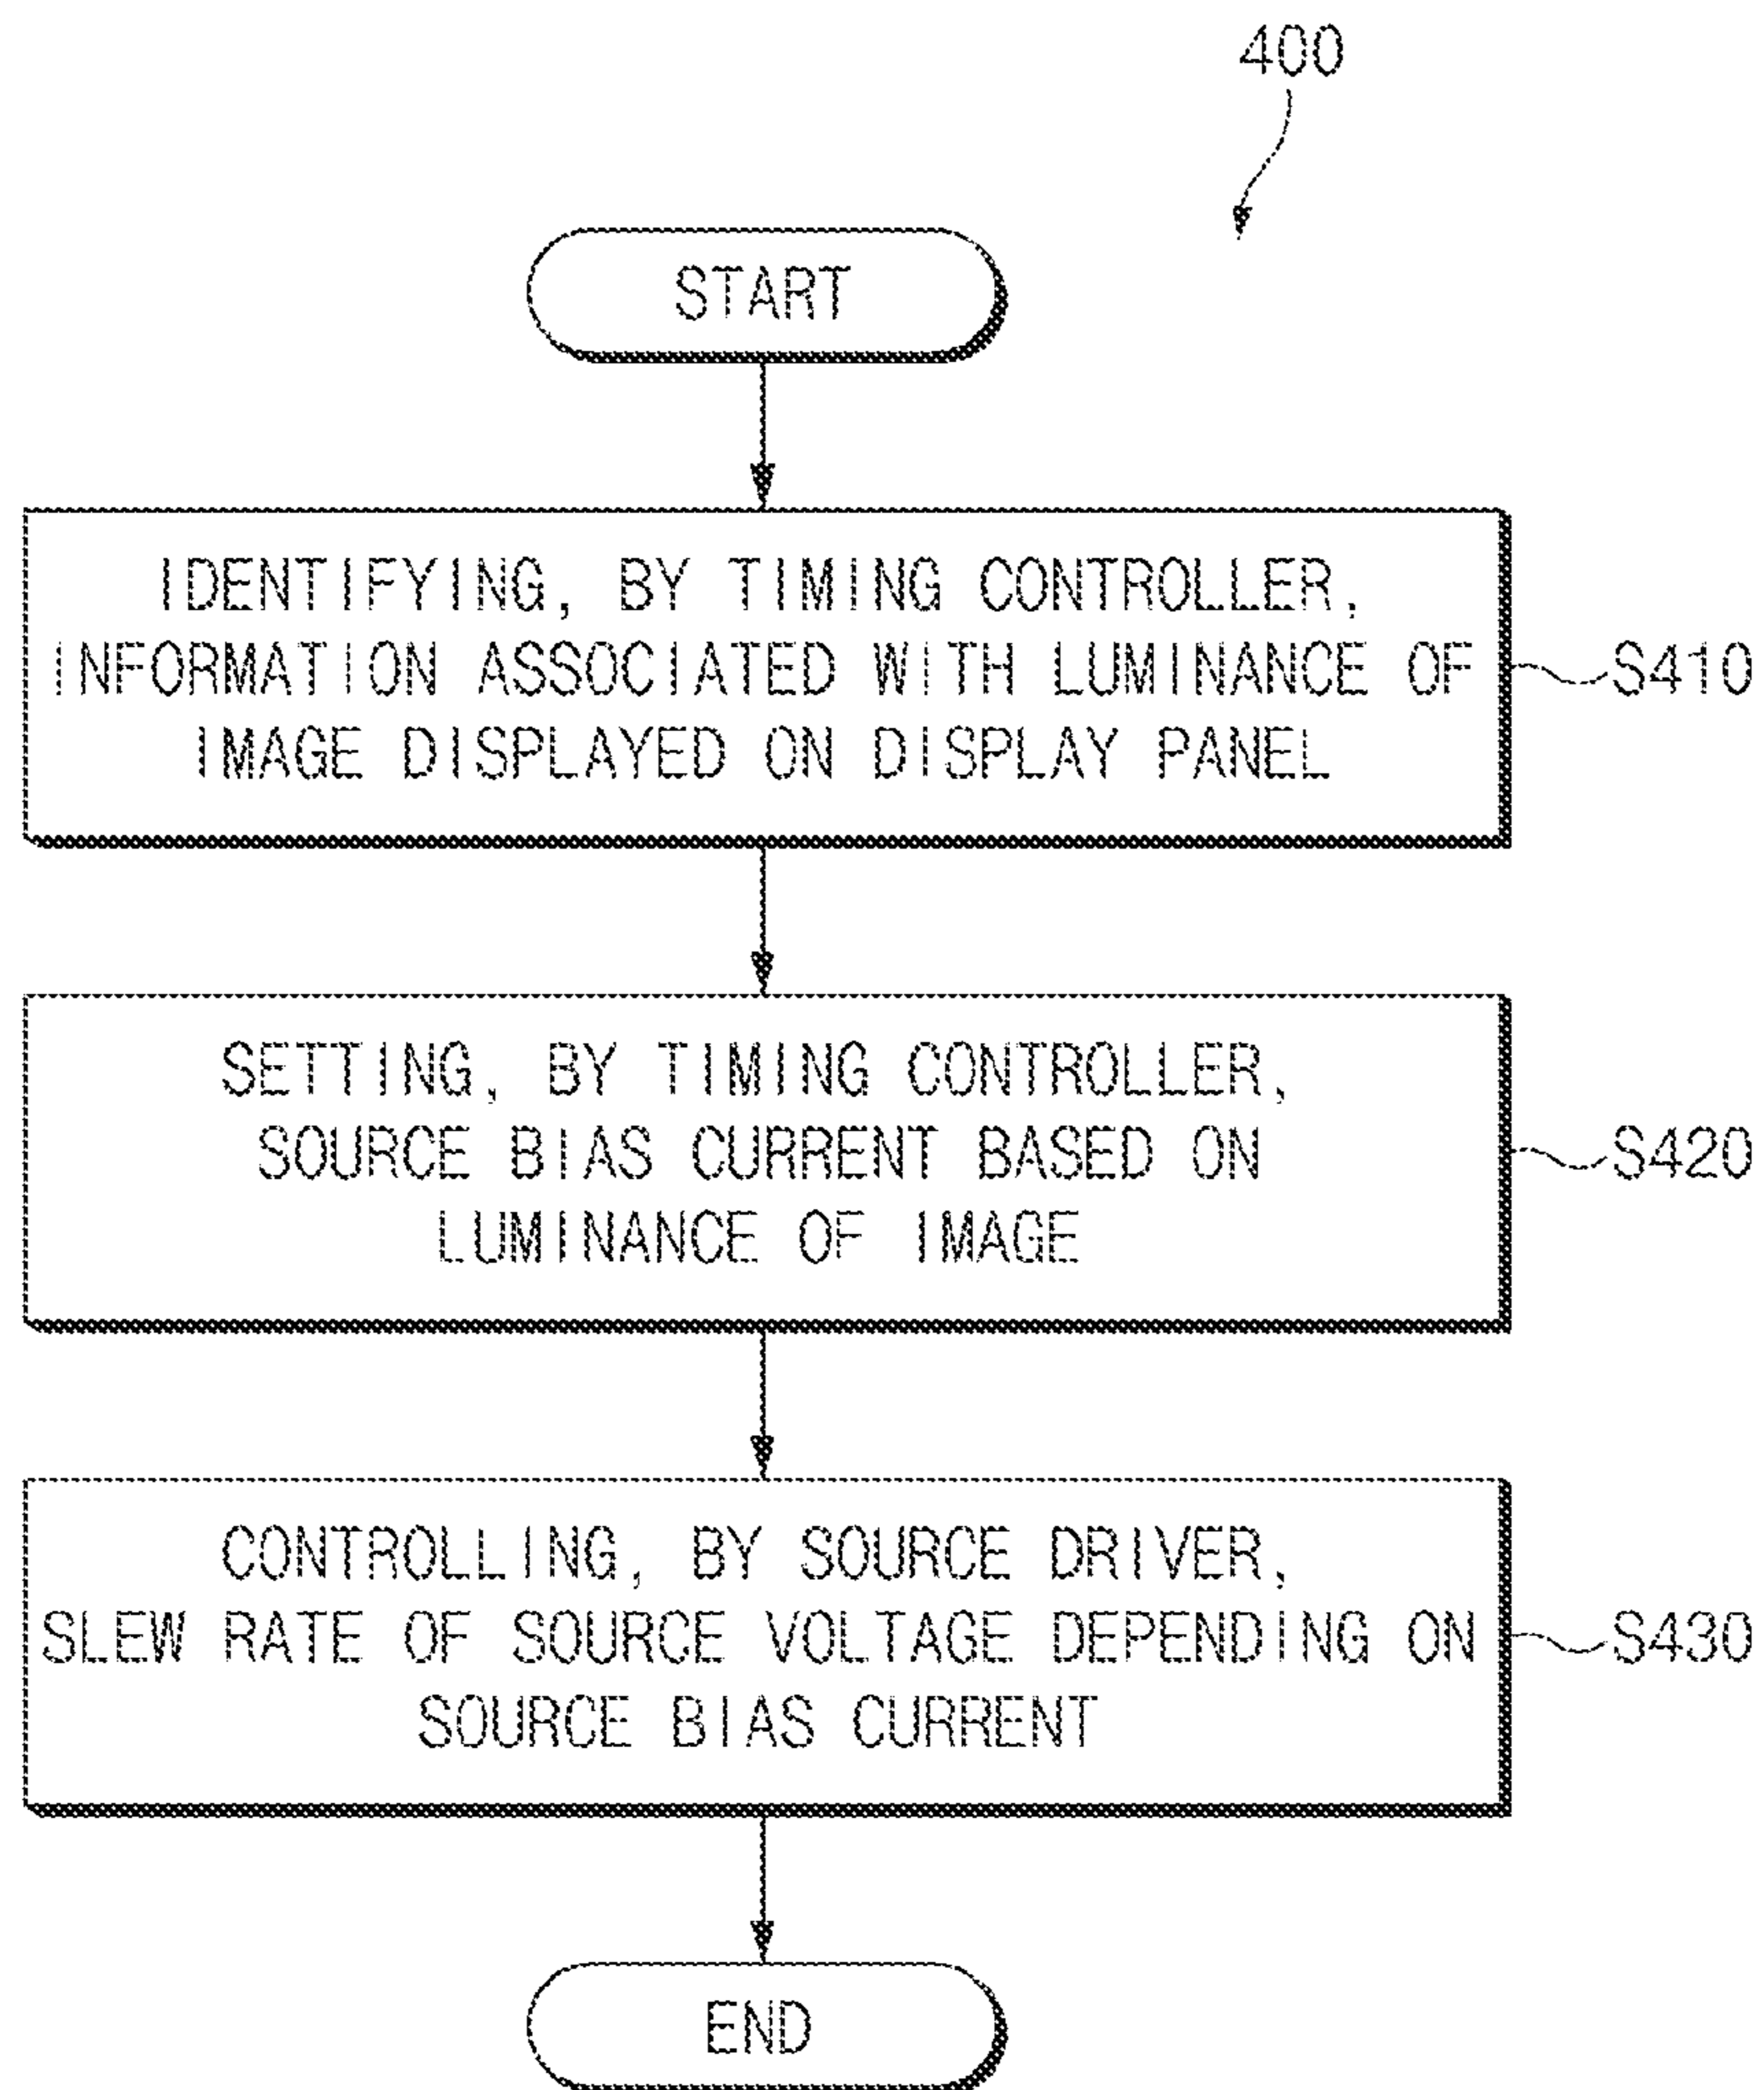 400
START
IDENTIFYING, BY TIMING CONTROLLER,
INFORMATION ASSOCIATED WITH LUMINANCE OF
IMAGE DISPLAYED ON DISPLAY PANEL
S410
SETTING, BY TIMING CONTROLLER,
SOURCE BIAS CURRENT BASED ON
LUMINANCE OF IMAGE
S420
CONTROLLING, BY SOURCE DRIVER,
SLEW RATE OF SOURCE VOLTAGE DEPENDING ON
SOURCE BIAS CURRENT
S430
END